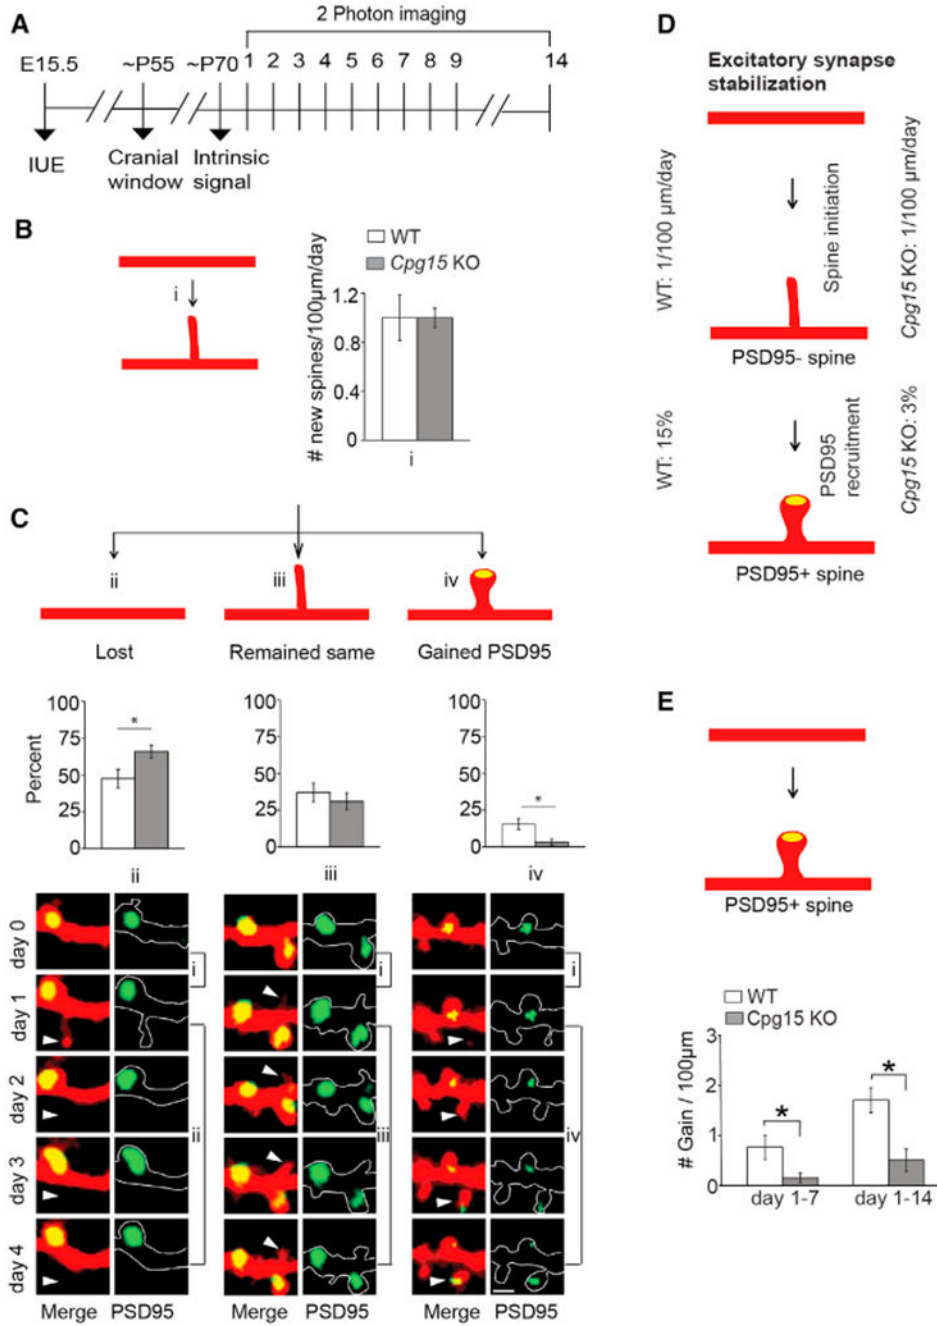 A
2 Photon imaging
E15.5 ~P55 ~P70 1 2 3 4 5 6 7 8 9 14
IUE
Cranial window
Intrinsic signal
B
i
WT
Cpg15 KO
# new spines/100µm/day
1.2
0.8
0.4
0
i
C
ii iii iv
Lost Remained same Gained PSD95
Percent
100
75
50
25
0
*
ii
100
75
50
25
0
iii
100
75
50
25
0
*
iv
day 0
day 1
day 2
day 3
day 4
i
ii
i
iii
i
iv
Merge PSD95 Merge PSD95 Merge PSD95
D
Excitatory synapse
stabilization
WT: 1/100 µm/day
Spine initiation
Cpg15 KO: 1/100 µm/day
PSD95- spine
WT: 15%
PSD95
recruitment
Cpg15 KO: 3%
PSD95+ spine
E
PSD95+ spine
WT
Cpg15 KO
# Gain / 100µm
3
2
1
0
*
*
day 1-7 day 1-14